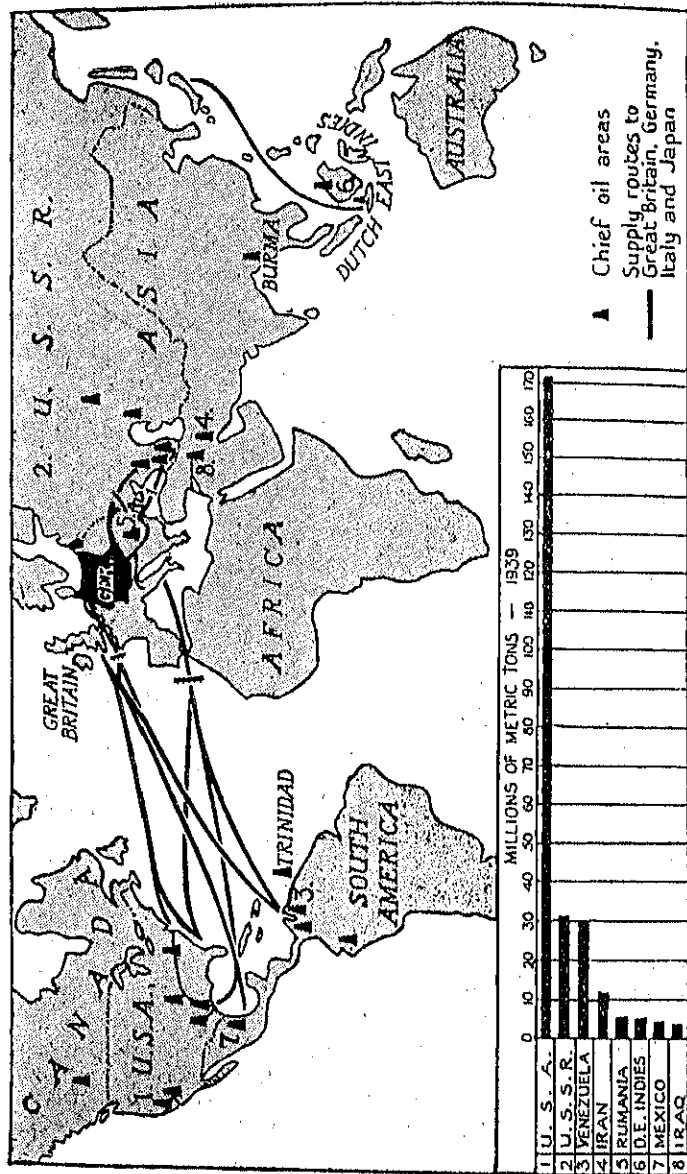 CANADA
U.S.A.
7.
GREAT
BRITAIN
TRINIDAD
3.
SOUTH
AMERICA
AFRICA
GER.
5.
2. U. S. S. R.
ASIA
8.
4.
BURMA
DUTCH EAST INDIES
6.
AUSTRALIA
Chief oil areas
Supply routes to
Great Britain, Germany,
Italy and Japan
MILLIONS OF METRIC TONS — 1939
0 10 20 30 40 50 60 70 80 90 100 110 120 130 140 150 160 170
1 U. S. A.
2 U. S. S. R.
3 VENEZUELA
4 IRAN
5 RUMANIA
6 D.E. INDIES
7 MEXICO
8 IRAQ